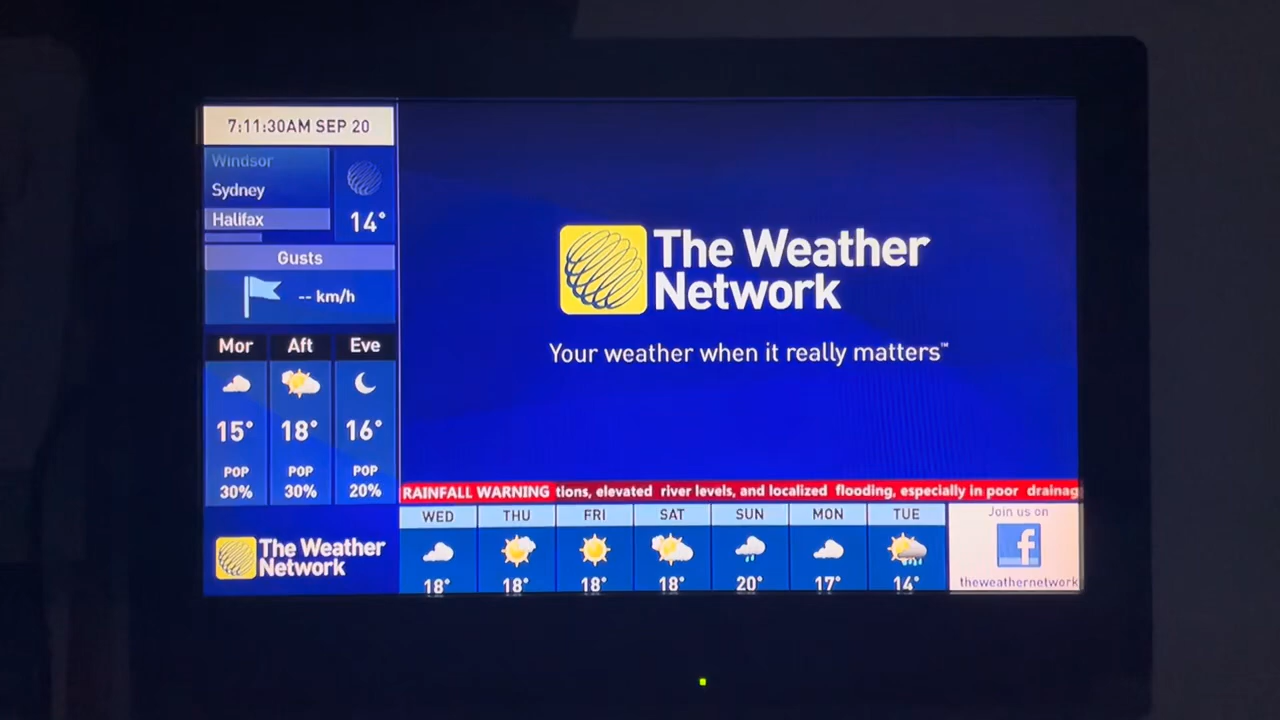 7:11:30AM SEP 20
Windsor
Sydney
Halifax
14°
Gusts
-- km/h
Mor Aft Eve
15° 18° 16°
POP POP POP
30% 30% 20%
The Weather
Network
The Weather
Network
Your weather when it really matters™
RAINFALL WARNING tions, elevated river levels, and localized flooding, especially in poor drainag
WED THU FRI SAT SUN MON TUE
18° 18° 18° 18° 20° 17° 14°
Join us on
f
theweathernetwork